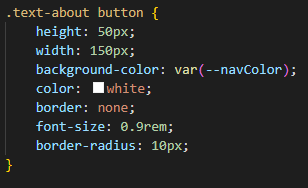 .text-about button {
    height: 50px;
    width: 150px;
    background-color: var(--navColor);
    color: white;
    border: none;
    font-size: 0.9rem;
    border-radius: 10px;
}